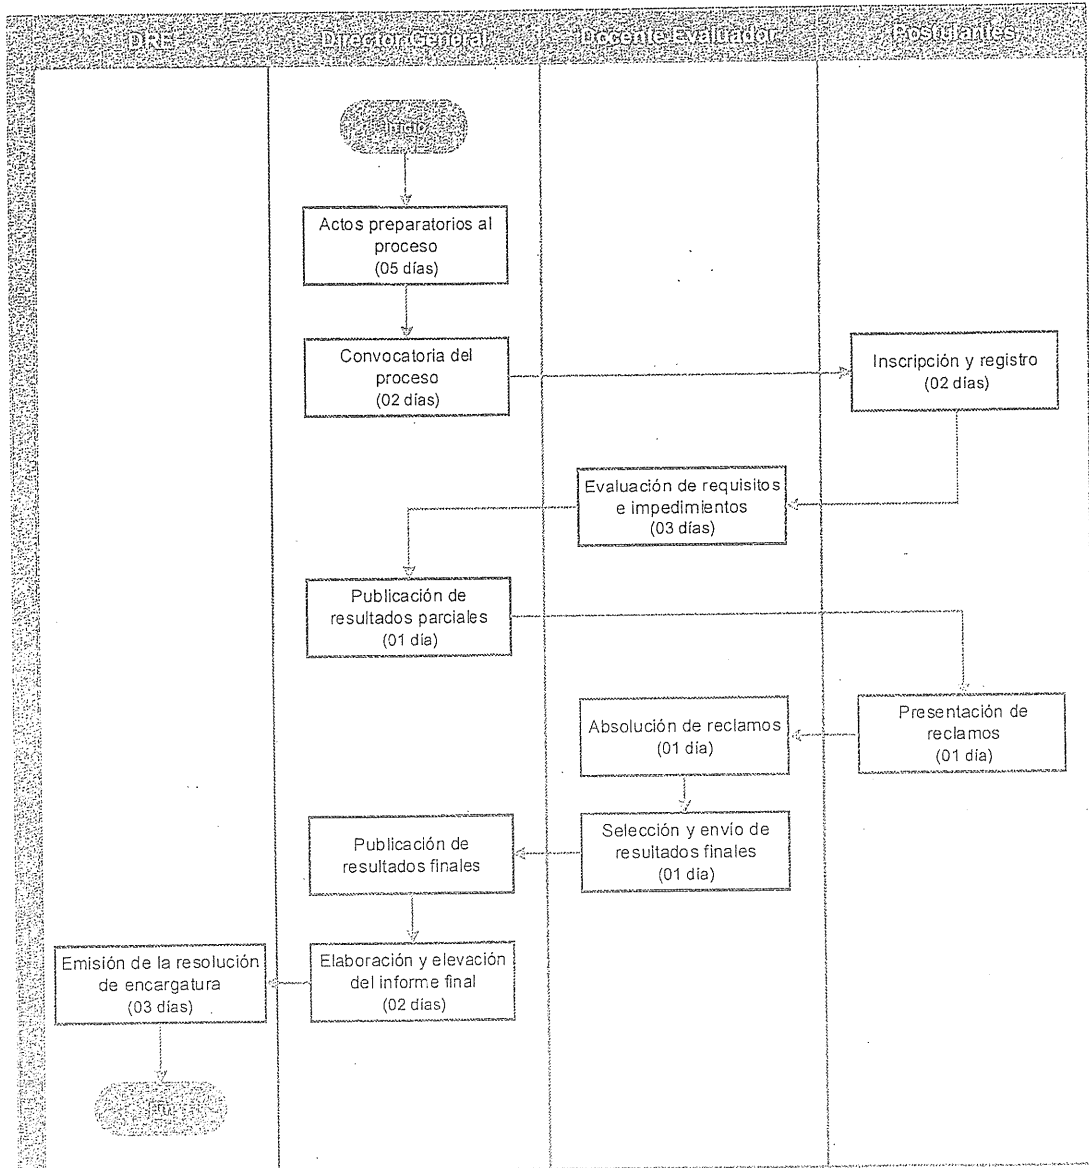 DRE
Director General
Docente Evaluador
Postulantes
Inicio
Actos preparatorios al
proceso
(05 días)
Convocatoria del
proceso
(02 días)
Inscripción y registro
(02 días)
Evaluación de requisitos
e impedimientos
(03 días)
Publicación de
resultados parciales
(01 día)
Presentación de
reclamos
(01 día)
Absolución de reclamos
(01 día)
Selección y envío de
resultados finales
(01 día)
Publicación de
resultados finales
Elaboración y elevación
del informe final
(02 días)
Emisión de la resolución
de encargatura
(03 días)
Fin